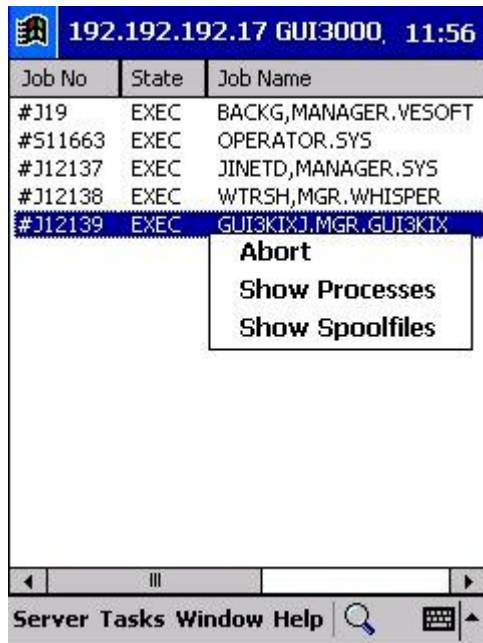 192.192.192.17 GUI3000, 11:56
Job No State Job Name
#J19 EXEC BACKG,MANAGER.VESOFT
#S11663 EXEC OPERATOR.SYS
#J12137 EXEC JINETD,MANAGER.SYS
#J12138 EXEC WTRSH,MGR.WHISPER
#J12139 EXEC GUI3KIXJ.MGR.GUI3KIX
Abort
Show Processes
Show Spoolfiles
Server Tasks Window Help